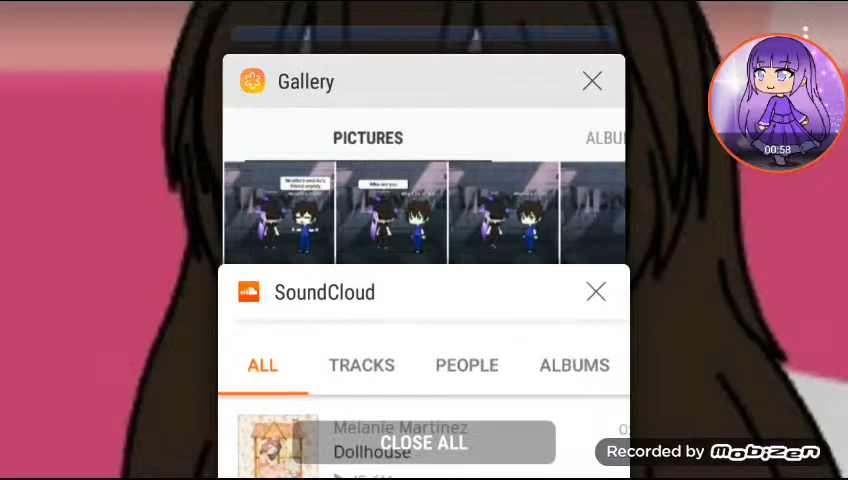 Gallery
00:58
PICTURES
ALBU
Who are you
SoundCloud
ALL TRACKS PEOPLE ALBUMS
Melanie Martinez
CLOSE ALL
Dollhouse
Recorded by mobizen